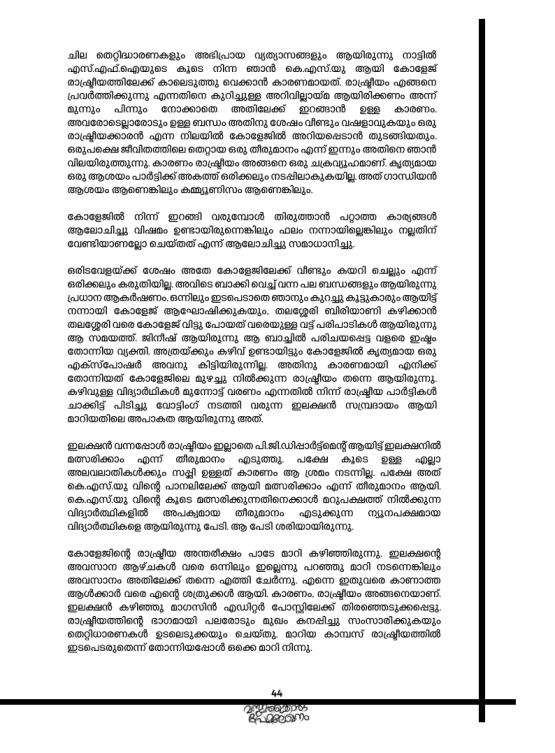 ചില തെറ്റിദ്ധാരണകളും അഭിപ്രായ വ്യത്യാസങ്ങളും ആയിരുന്നു നാട്ടിൽ
എസ്.എഫ്.ഐയുടെ കൂടെ നിന്ന ഞാൻ കെ.എസ്.യു ആയി കോളേജ്
രാഷ്ട്രീയത്തിലേക്ക് കാലെടുത്തു വെക്കാൻ കാരണമായത്. രാഷ്ട്രീയം എങ്ങനെ
പ്രവർത്തിക്കുന്നു എന്നതിനെ കുറിച്ചുള്ള അറിവില്ലായ്മ ആയിരിക്കണം അന്ന്
മുന്നും പിന്നും നോക്കാതെ അതിലേക്ക് ഇറങ്ങാൻ ഉള്ള കാരണം.
അവരോടെല്ലാരോടും ഉള്ള ബന്ധം അതിനു ശേഷം വീണ്ടും വഷളാവുകയും ഒരു
രാഷ്ട്രീയക്കാരൻ എന്ന നിലയിൽ കോളേജിൽ അറിയപ്പെടാൻ തുടങ്ങിയതും.
ഒരുപക്ഷെ ജീവിതത്തിലെ തെറ്റായ ഒരു തീരുമാനം എന്ന് ഇന്നും അതിനെ ഞാൻ
വിലയിരുത്തുന്നു. കാരണം രാഷ്ട്രീയം അങ്ങനെ ഒരു ചക്രവ്യൂഹമാണ്. കൃത്യമായ
ഒരു ആശയം പാർട്ടിക്ക് അകത്ത് ഒരിക്കലും നടപ്പിലാകുകയില്ല. അത് ഗാന്ധിയൻ
ആശയം ആണെങ്കിലും കമ്മ്യൂണിസം ആണെങ്കിലും.
കോളേജിൽ നിന്ന് ഇറങ്ങി വരുമ്പോൾ തിരുത്താൻ പറ്റാത്ത കാര്യങ്ങൾ
ആലോചിച്ചു വിഷമം ഉണ്ടായിരുന്നെങ്കിലും ഫലം നന്നായില്ലെങ്കിലും നല്ലതിന്
വേണ്ടിയാണല്ലോ ചെയ്തത് എന്ന് ആലോചിച്ചു സമാധാനിച്ചു.
ഒരിടവേളയ്ക്ക് ശേഷം അതേ കോളേജിലേക്ക് വീണ്ടും കയറി ചെല്ലും എന്ന്
ഒരിക്കലും കരുതിയില്ല. അവിടെ ബാക്കി വെച്ച് വന്ന പല ബന്ധങ്ങളും ആയിരുന്നു
പ്രധാന ആകർഷണം. ഒന്നിലും ഇടപെടാതെ ഞാനും കുറച്ചു കൂട്ടുകാരും ആയിട്ട്
നന്നായി കോളേജ് ആഘോഷിക്കുകയും, തലശ്ശേരി ബിരിയാണി കഴിക്കാൻ
തലശ്ശേരി വരെ കോളേജ് വിട്ടു പോയത് വരെയുള്ള വട്ട് പരിപാടികൾ ആയിരുന്നു
ആ സമയത്ത്. ജിനീഷ് ആയിരുന്നു ആ ബാച്ചിൽ പരിചയപ്പെട്ട വളരെ ഇഷ്ടം
തോന്നിയ വ്യക്തി. അത്രയ്ക്കും കഴിവ് ഉണ്ടായിട്ടും കോളേജിൽ കൃത്യമായ ഒരു
എക്സ്പോഷർ അവനു കിട്ടിയിരുന്നില്ല. അതിനു കാരണമായി എനിക്ക്
തോന്നിയത് കോളേജിലെ മുഴച്ചു നിൽക്കുന്ന രാഷ്ട്രീയം തന്നെ ആയിരുന്നു.
കഴിവുള്ള വിദ്യാർഥികൾ മുന്നോട്ട് വരണം എന്നതിൽ നിന്ന് രാഷ്ട്രീയ പാർട്ടികൾ
ചാക്കിട്ട് പിടിച്ചു വോട്ടിംഗ് നടത്തി വരുന്ന ഇലക്ഷൻ സമ്പ്രദായം ആയി
മാറിയതിലെ അപാകത ആയിരുന്നു അത്.
ഇലക്ഷൻ വന്നപ്പോൾ രാഷ്ട്രീയം ഇല്ലാതെ പി.ജി.ഡിപ്പാർട്ട്മെന്റ് ആയിട്ട് ഇലക്ഷനിൽ
മത്സരിക്കാം എന്ന് തീരുമാനം എടുത്തു. പക്ഷേ കൂടെ ഉള്ള എല്ലാ
അലവലാതികൾക്കും സപ്ലി ഉള്ളത് കാരണം ആ ശ്രമം നടന്നില്ല. പക്ഷേ അത്
കെ.എസ്.യു വിന്റെ പാനലിലേക്ക് ആയി മത്സരിക്കാം എന്ന് തീരുമാനം ആയി.
കെ.എസ്.യു വിന്റെ കൂടെ മത്സരിക്കുന്നതിനെക്കാൾ മറുപക്ഷത്ത് നിൽക്കുന്ന
വിദ്യാർത്ഥികളിൽ അപക്വമായ തീരുമാനം എടുക്കുന്ന ന്യൂനപക്ഷമായ
വിദ്യാർത്ഥികളെ ആയിരുന്നു പേടി. ആ പേടി ശരിയായിരുന്നു.
കോളേജിന്റെ രാഷ്ട്രീയ അന്തരീക്ഷം പാടേ മാറി കഴിഞ്ഞിരുന്നു. ഇലക്ഷന്റെ
അവസാന ആഴ്ചകൾ വരെ ഒന്നിലും ഇല്ലെന്നു പറഞ്ഞു മാറി നടന്നെങ്കിലും
അവസാനം അതിലേക്ക് തന്നെ എത്തി ചേർന്നു. എന്നെ ഇതുവരെ കാണാത്ത
ആൾക്കാർ വരെ എന്റെ ശത്രുക്കൾ ആയി. കാരണം, രാഷ്ട്രീയം അങ്ങനെയാണ്.
ഇലക്ഷൻ കഴിഞ്ഞു മാഗസിൻ എഡിറ്റർ പോസ്റ്റിലേക്ക് തിരഞ്ഞെടുക്കപ്പെട്ടു.
രാഷ്ട്രീയത്തിന്റെ ഭാഗമായി പലരോടും മുഖം കനപ്പിച്ചു സംസാരിക്കുകയും
തെറ്റിധാരണകൾ ഉടലെടുക്കയും ചെയ്തു. മാറിയ കാമ്പസ് രാഷ്ട്രീയത്തിൽ
ഇടപെടരുതെന്ന് തോന്നിയപ്പോൾ ഒക്കെ മാറി നിന്നു.
44